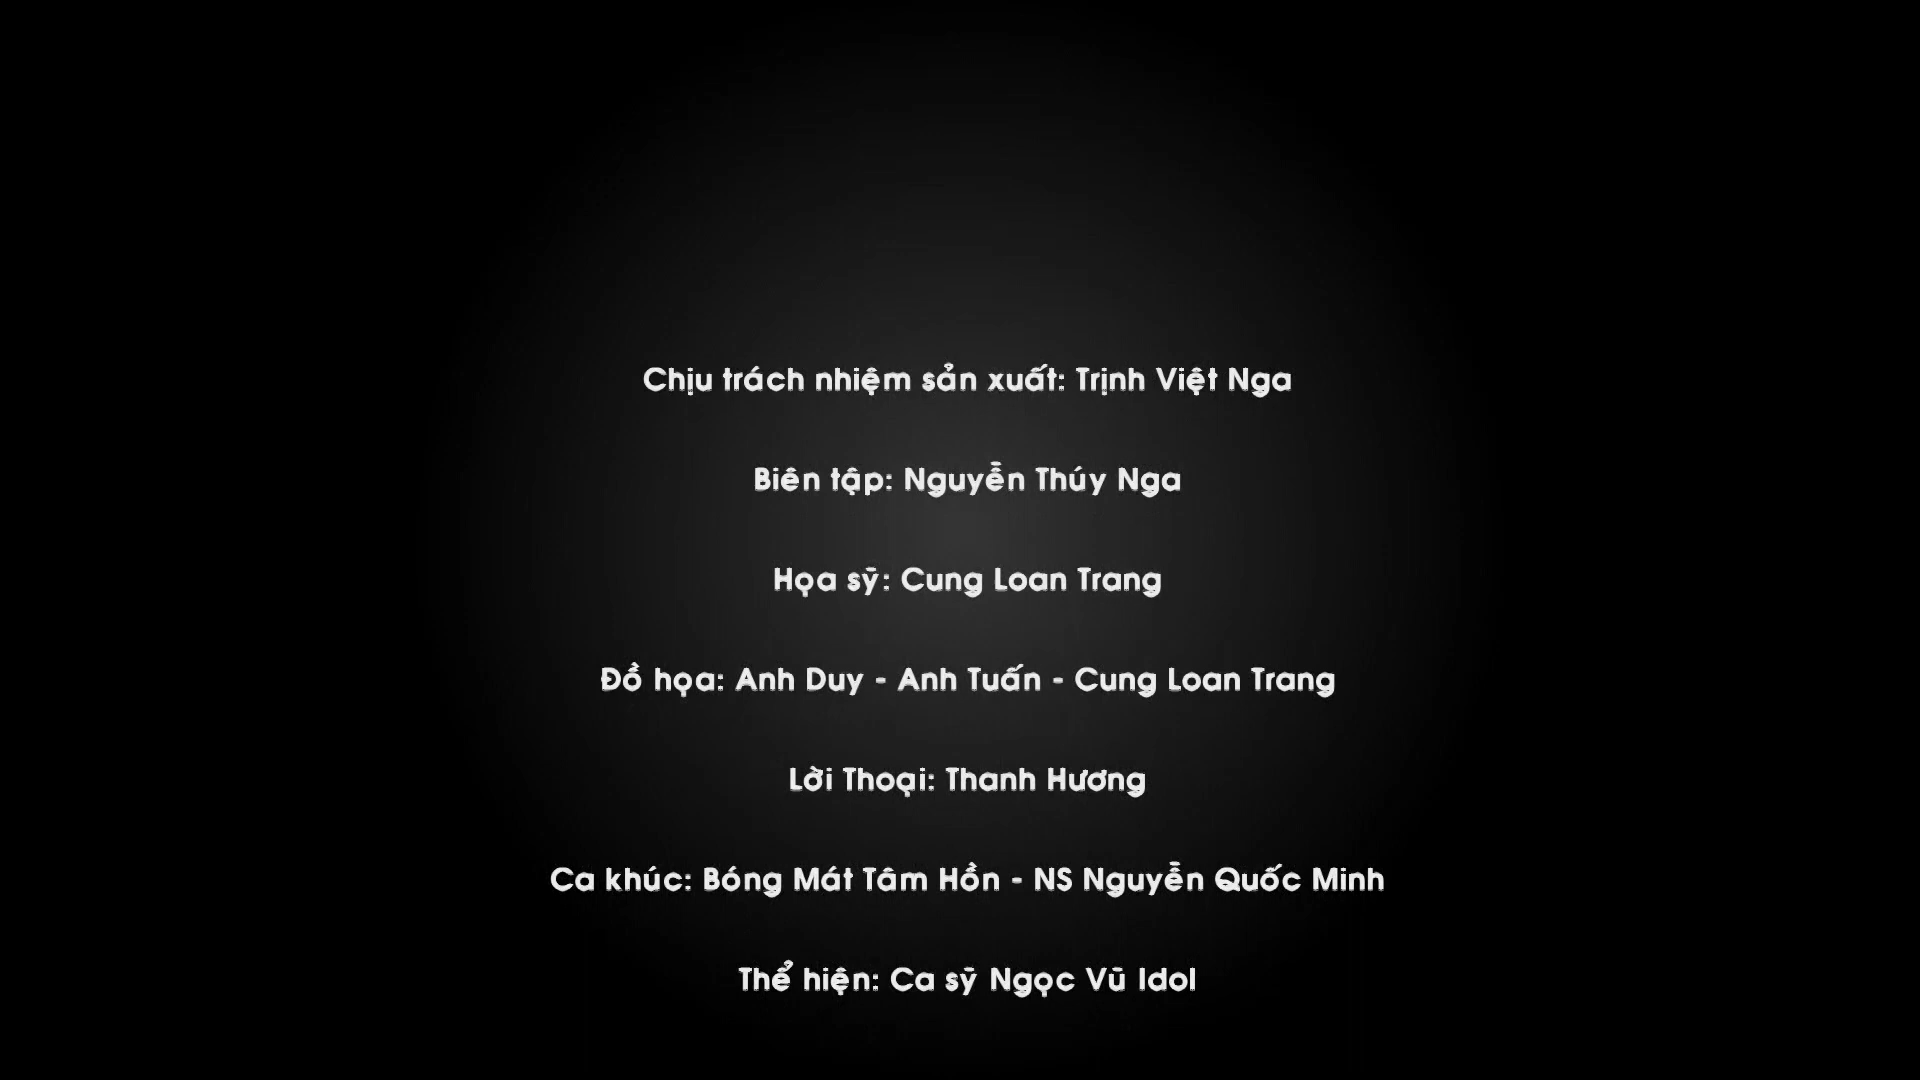 Chịu trách nhiệm sản xuất: Trịnh Việt Nga
Biên tập: Nguyễn Thúy Nga
Họa sỹ: Cung Loan Trang
Đồ họa: Anh Duy - Anh Tuấn - Cung Loan Trang
Lời Thoại: Thanh Hương
Ca khúc: Bóng Mát Tâm Hồn - NS Nguyễn Quốc Minh
Thể hiện: Ca sỹ Ngọc Vũ Idol